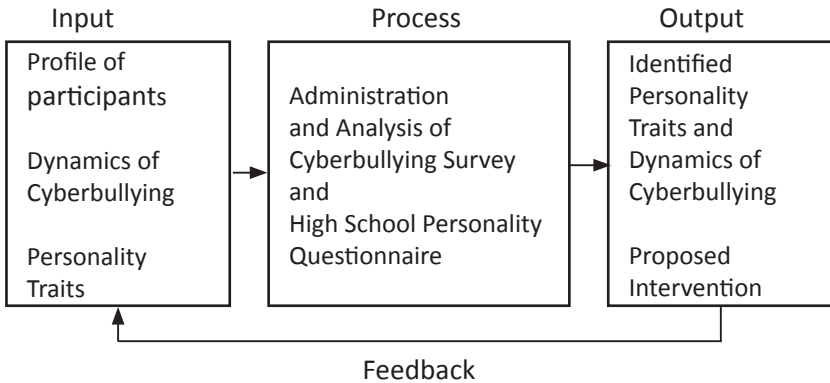 Input
Process
Output
Profile of
participants
Dynamics of
Cyberbullying
Personality
Traits
Administration
and Analysis of
Cyberbullying Survey
and
High School Personality
Questionnaire
Identified
Personality
Traits and
Dynamics of
Cyberbullying
Proposed
Intervention
Feedback